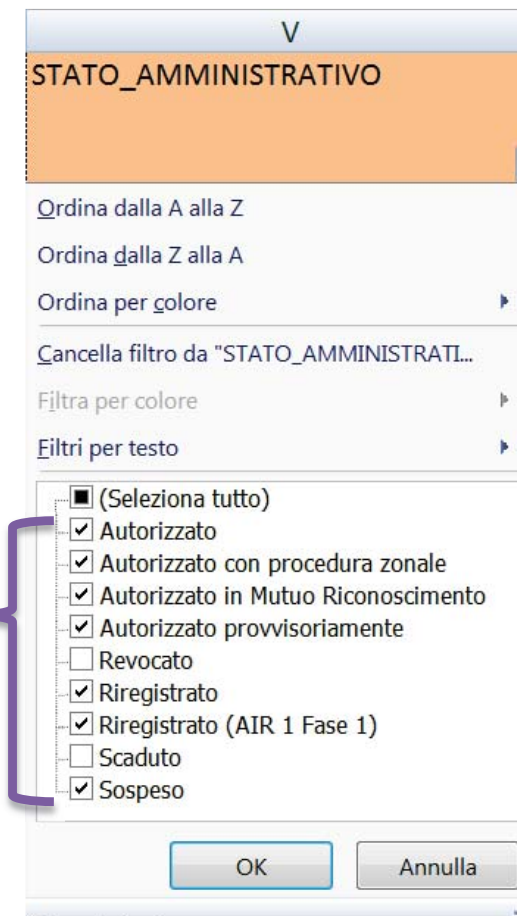 V
STATO_AMMINISTRATIVO
Ordina dalla A alla Z
Ordina dalla Z alla A
Ordina per colore
Cancella filtro da "STATO_AMMINISTRATI...
Filtra per colore
Filtri per testo
(Seleziona tutto)
Autorizzato
Autorizzato con procedura zonale
Autorizzato in Mutuo Riconoscimento
Autorizzato provvisoriamente
Revocato
Riregistrato
Riregistrato (AIR 1 Fase 1)
Scaduto
Sospeso
OK Annulla